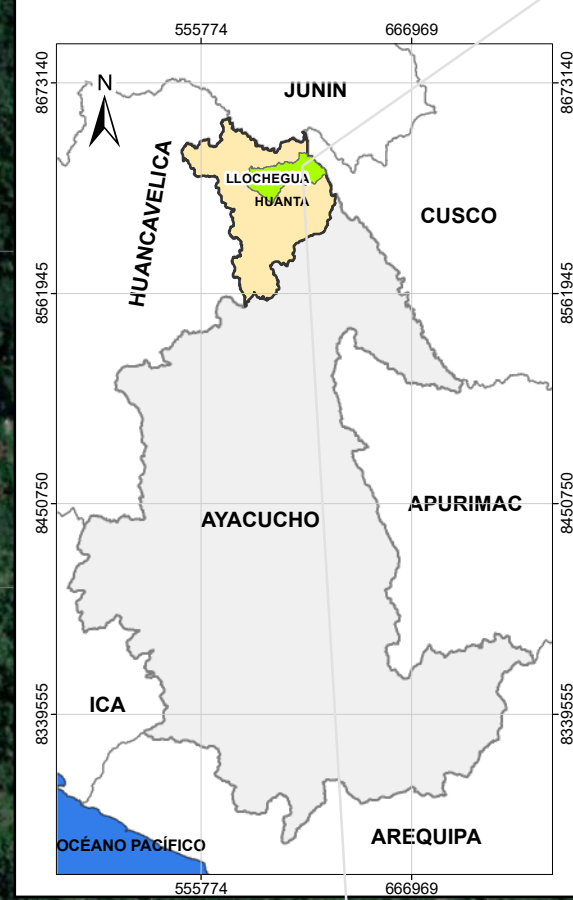 555774 666969
8673140 8673140
N
JUNIN
HUANCAVELICA
LLOCHEGUA
HUANTA
CUSCO
8561945 8561945
8450750 8450750
AYACUCHO
APURIMAC
ICA
8339555 8339555
OCÉANO PACÍFICO
AREQUIPA
555774 666969